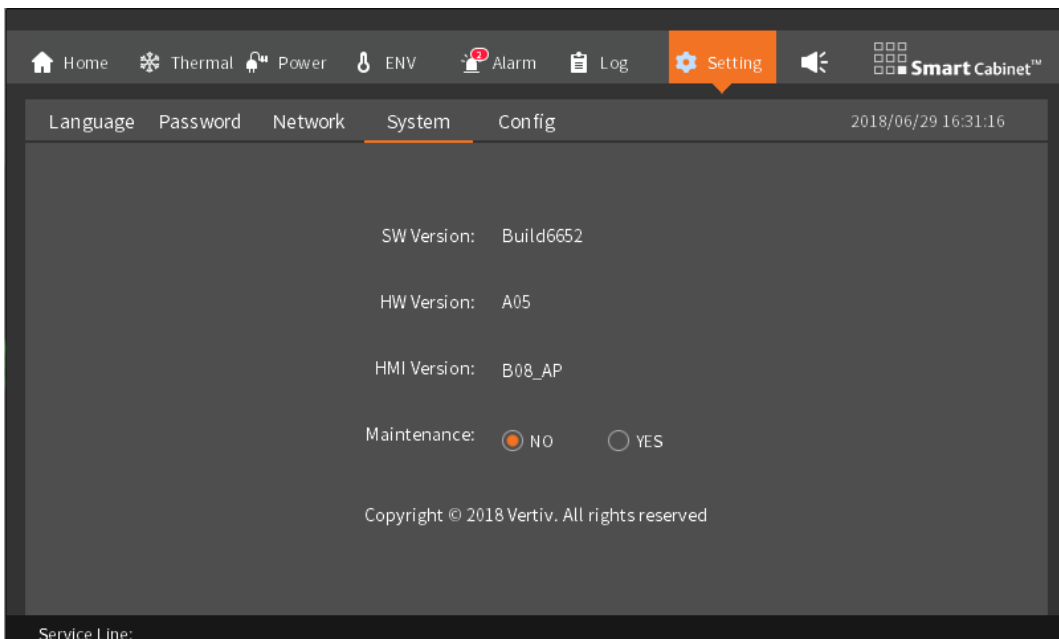 Home Thermal Power ENV 2 Alarm Log Setting Smart Cabinet™
Language Password Network System Config 2018/06/29 16:31:16
SW Version: Build6652
HW Version: A05
HMI Version: B08_AP
Maintenance: NO YES
Copyright © 2018 Vertiv. All rights reserved
Service Line: